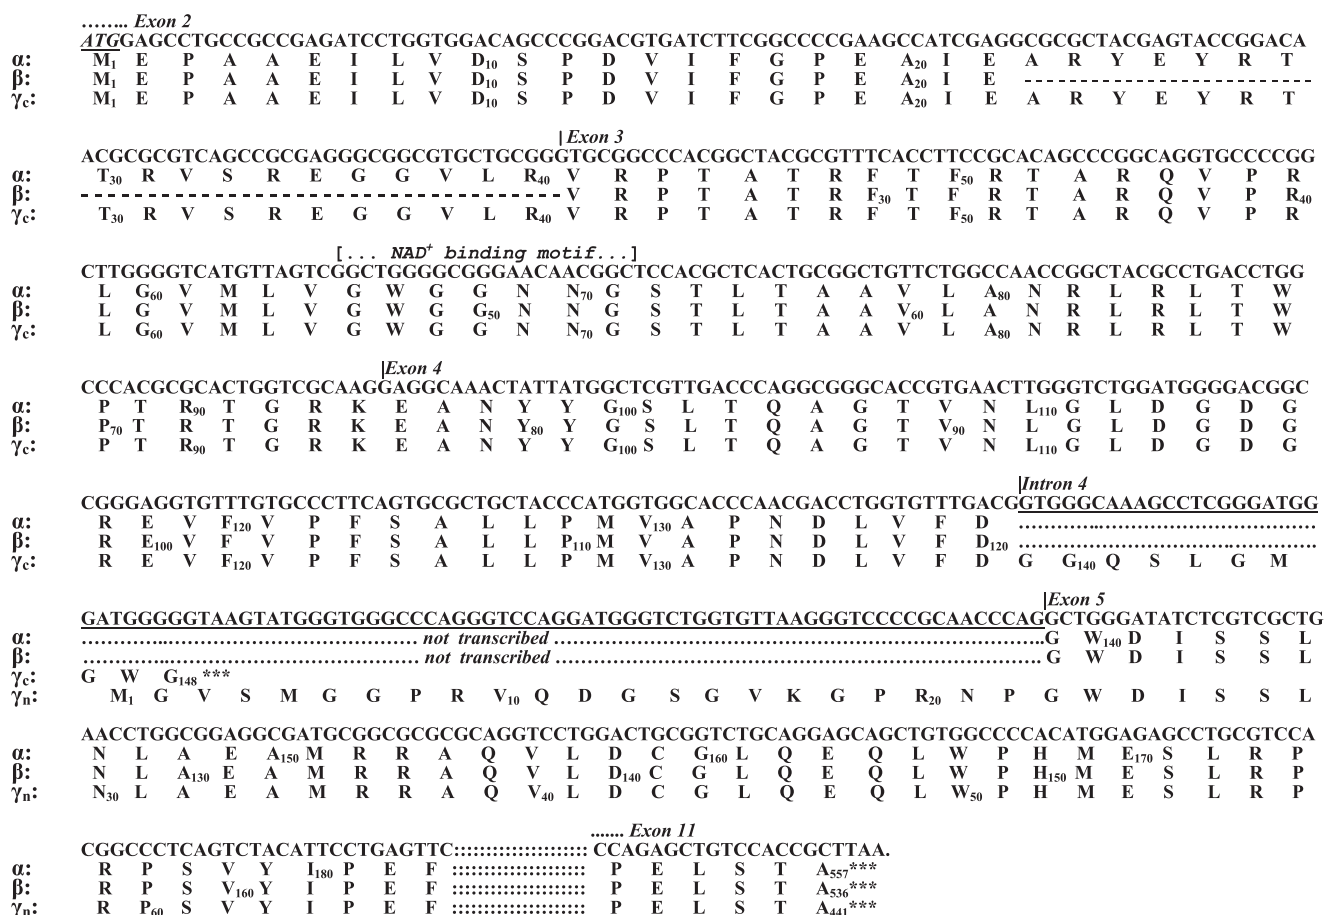 ........ Exon 2
ATGGAGCCTGCCGCCGAGATCCTGGTGGACAGCCCGGACGTGATCTTCGGCCCCGAAGCCATCGAGGCGCGCTACGAGTACCGGACA
α: M1 E P A A E I L V D10 S P D V I F G P E A20 I E A R Y E Y R T
β: M1 E P A A E I L V D10 S P D V I F G P E A20 I E ---------------------------
γc: M1 E P A A E I L V D10 S P D V I F G P E A20 I E A R Y E Y R T
|Exon 3
ACGCGCGTCAGCCGCGAGGGCGGCGTGCTGCGGGTGCGGCCCACGGCTACGCGTTTCACCTTCCGCACAGCCCGGCAGGTGCCCCGG
α: T30 R V S R E G G V L R40 V R P T A T R F T F50 R T A R Q V P R
β: -------------------------------------------- V R P T A T R F30 T F R T A R Q V P R40
γc: T30 R V S R E G G V L R40 V R P T A T R F T F50 R T A R Q V P R
[... NAD+ binding motif...]
CTTGGGGTCATGTTAGTCGGCTGGGGCGGGAACAACGGCTCCACGCTCACTGCGGCTGTTCTGGCCAACCGGCTACGCCTGACCTGG
α: L G60 V M L V G W G G N N70 G S T L T A A V L A80 N R L R L T W
β: L G V M L V G W G G50 N N G S T L T A A V60 L A N R L R L T W
γc: L G60 V M L V G W G G N N70 G S T L T A A V L A80 N R L R L T W
|Exon 4
CCCACGCGCACTGGTCGCAAGGAGGCAAACTATTATGGCTCGTTGACCCAGGCGGGCACCGTGAACTTGGGTCTGGATGGGGACGGC
α: P T R90 T G R K E A N Y Y G100 S L T Q A G T V N L110 G L D G D G
β: P70 T R T G R K E A N Y80 Y G S L T Q A G T V90 N L G L D G D G
γc: P T R90 T G R K E A N Y Y G100 S L T Q A G T V N L110 G L D G D G
|Intron 4
CGGGAGGTGTTTGTGCCCTTCAGTGCGCTGCTACCCATGGTGGCACCCAACGACCTGGTGTTTGACGGTGGGCAAAGCCTCGGGATGG
α: R E V F120 V P F S A L L P M V130 A P N D L V F D ...........................
β: R E100 V F V P F S A L L P110 M V A P N D L V F D120 ...........................
γc: R E V F120 V P F S A L L P M V130 A P N D L V F D G G140 Q S L G M
|Exon 5
GATGGGGGTAAGTATGGGTGGGCCCAGGGTCCAGGATGGGTCTGGTGTTAAGGGTCCCCGCAACCCAGGCTGGGATATCTCGTCGCTG
α: .............................. not transcribed .............................. G W140 D I S S L
β: .............................. not transcribed .............................. G W D I S S L
γc: G W G148 ***
γn: M1 G V S M G G P R V10 Q D G S G V K G P R20 N P G W D I S S L
AACCTGGCGGAGGCGATGCGGCGCGCGCAGGTCCTGGACTGCGGTCTGCAGGAGCAGCTGTGGCCCCACATGGAGAGCCTGCGTCCA
α: N L A E A150 M R R A Q V L D C G160 L Q E Q L W P H M E170 S L R P
β: N L A130 E A M R R A Q V L D140 C G L Q E Q L W P H150 M E S L R P
γn: N30 L A E A M R R A Q V40 L D C G L Q E Q L W50 P H M E S L R P
....... Exon 11
CGGCCCTCAGTCTACATTCCTGAGTTC:::::::::::::::::::::: CCAGAGCTGTCCACCGCTTAA.
α: R P S V Y I180 P E F :::::::::::::::::::::: P E L S T A557***
β: R P S V160 Y I P E F :::::::::::::::::::::: P E L S T A536***
γn: R P60 S V Y I P E F :::::::::::::::::::::: P E L S T A441***